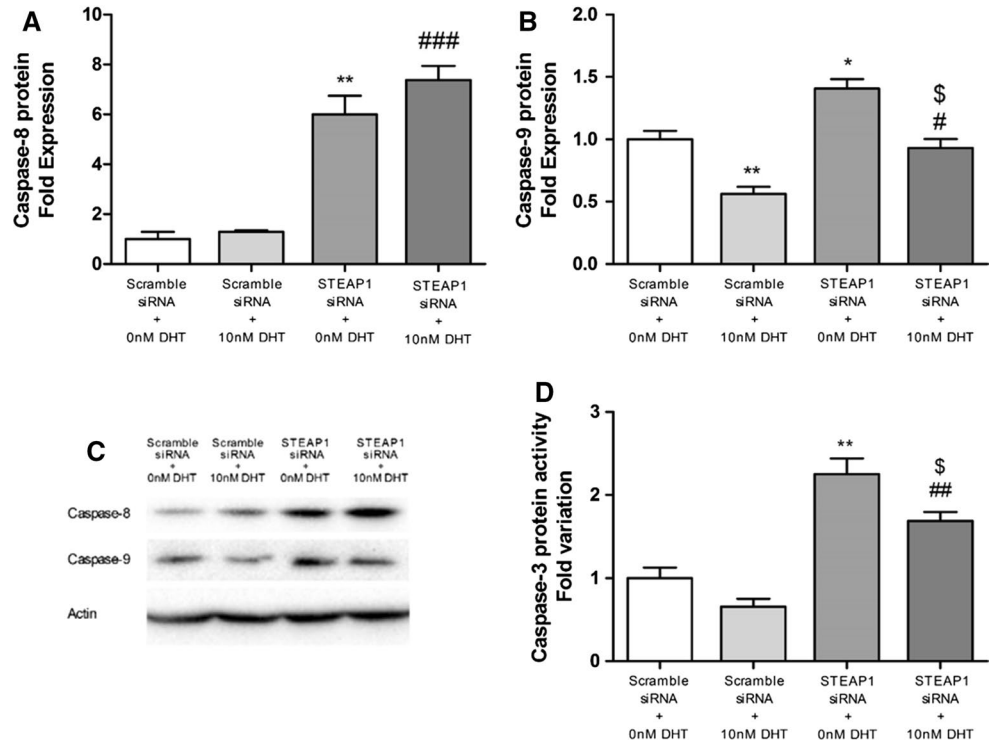 A
Caspase-8 protein
Fold Expression
10
8
6
4
2
0
**
###
Scramble
siRNA
+
0nM DHT
Scramble
siRNA
+
10nM DHT
STEAP1
siRNA
+
0nM DHT
STEAP1
siRNA
+
10nM DHT
B
Caspase-9 protein
Fold Expression
2.0
1.5
1.0
0.5
0.0
**
*
$
#
Scramble
siRNA
+
0nM DHT
Scramble
siRNA
+
10nM DHT
STEAP1
siRNA
+
0nM DHT
STEAP1
siRNA
+
10nM DHT
C
Scramble
siRNA
+
0nM DHT
Scramble
siRNA
+
10nM DHT
STEAP1
siRNA
+
0nM DHT
STEAP1
siRNA
+
10nM DHT
Caspase-8
Caspase-9
Actin
D
Caspase-3 protein activity
Fold variation
3
2
1
0
**
$
##
Scramble
siRNA
+
0nM DHT
Scramble
siRNA
+
10nM DHT
STEAP1
siRNA
+
0nM DHT
STEAP1
siRNA
+
10nM DHT